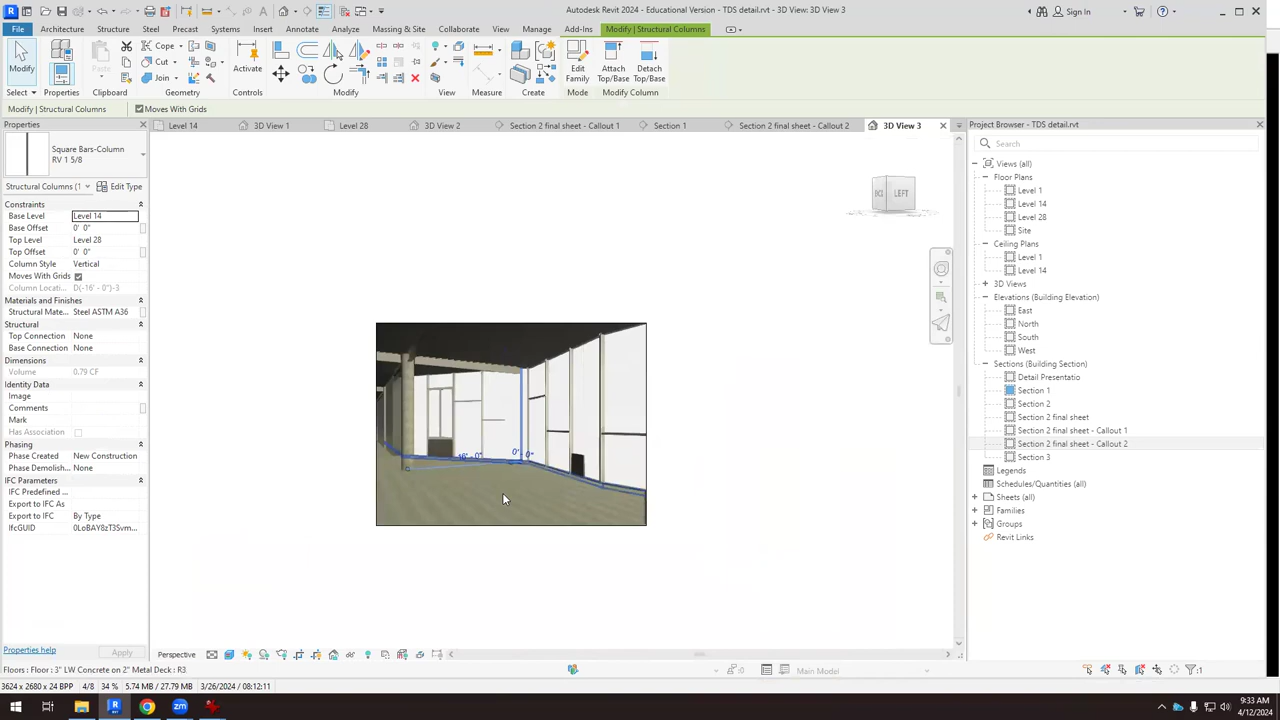 Autodesk Revit 2024 - Educational Version - TDS detail.rvt - 3D View: 3D View 3
Sign In
File Architecture Structure Steel Precast Systems Insert Annotate Analyze Massing & Site Collaborate View Manage Add-Ins Modify | Structural Columns
Modify
Paste
Cope
Cut
Join
Activate
Edit
Family
Attach
Top/Base
Detach
Top/Base
Select Properties Clipboard Geometry Controls Modify View Measure Create Mode Modify Column
Modify | Structural Columns Moves With Grids
Properties
Level 14 3D View 1 Level 28 3D View 2 Section 2 final sheet - Callout 1 Section 1 Section 2 final sheet - Callout 2 3D View 3
Project Browser - TDS detail.rvt
Square Bars-Column
RV 1 5/8
Structural Columns (1 Edit Type
Constraints
Base Level Level 14
Base Offset 0' 0"
Top Level Level 28
Top Offset 0' 0"
Column Style Vertical
Moves With Grids
Column Locati... D(-16' - 0")-3
Materials and Finishes
Structural Mate... Steel ASTM A36
Structural
Top Connection None
Base Connection None
Dimensions
Volume 0.79 CF
Identity Data
Image
Comments
Mark
Has Association
Phasing
Phase Created New Construction
Phase Demolish... None
IFC Parameters
IFC Predefined ...
Export to IFC As
Export to IFC By Type
IfcGUID 0LoBAY8zT3Svm...
Properties help Apply
LEFT
16' - 0"
0' - 0"
Search
Views (all)
Floor Plans
Level 1
Level 14
Level 28
Site
Ceiling Plans
Level 1
Level 14
3D Views
Elevations (Building Elevation)
East
North
South
West
Sections (Building Section)
Detail Presentatio
Section 1
Section 2
Section 2 final sheet
Section 2 final sheet - Callout 1
Section 2 final sheet - Callout 2
Section 3
Legends
Schedules/Quantities (all)
Sheets (all)
Families
Groups
Revit Links
Perspective
Floors : Floor : 3" LW Concrete on 2" Metal Deck : R3
:0
Main Model
:1
3624 x 2680 x 24 BPP 4/8 34 % 5.74 MB / 27.79 MB 3/26/2024 / 08:12:11
9:33 AM
4/12/2024